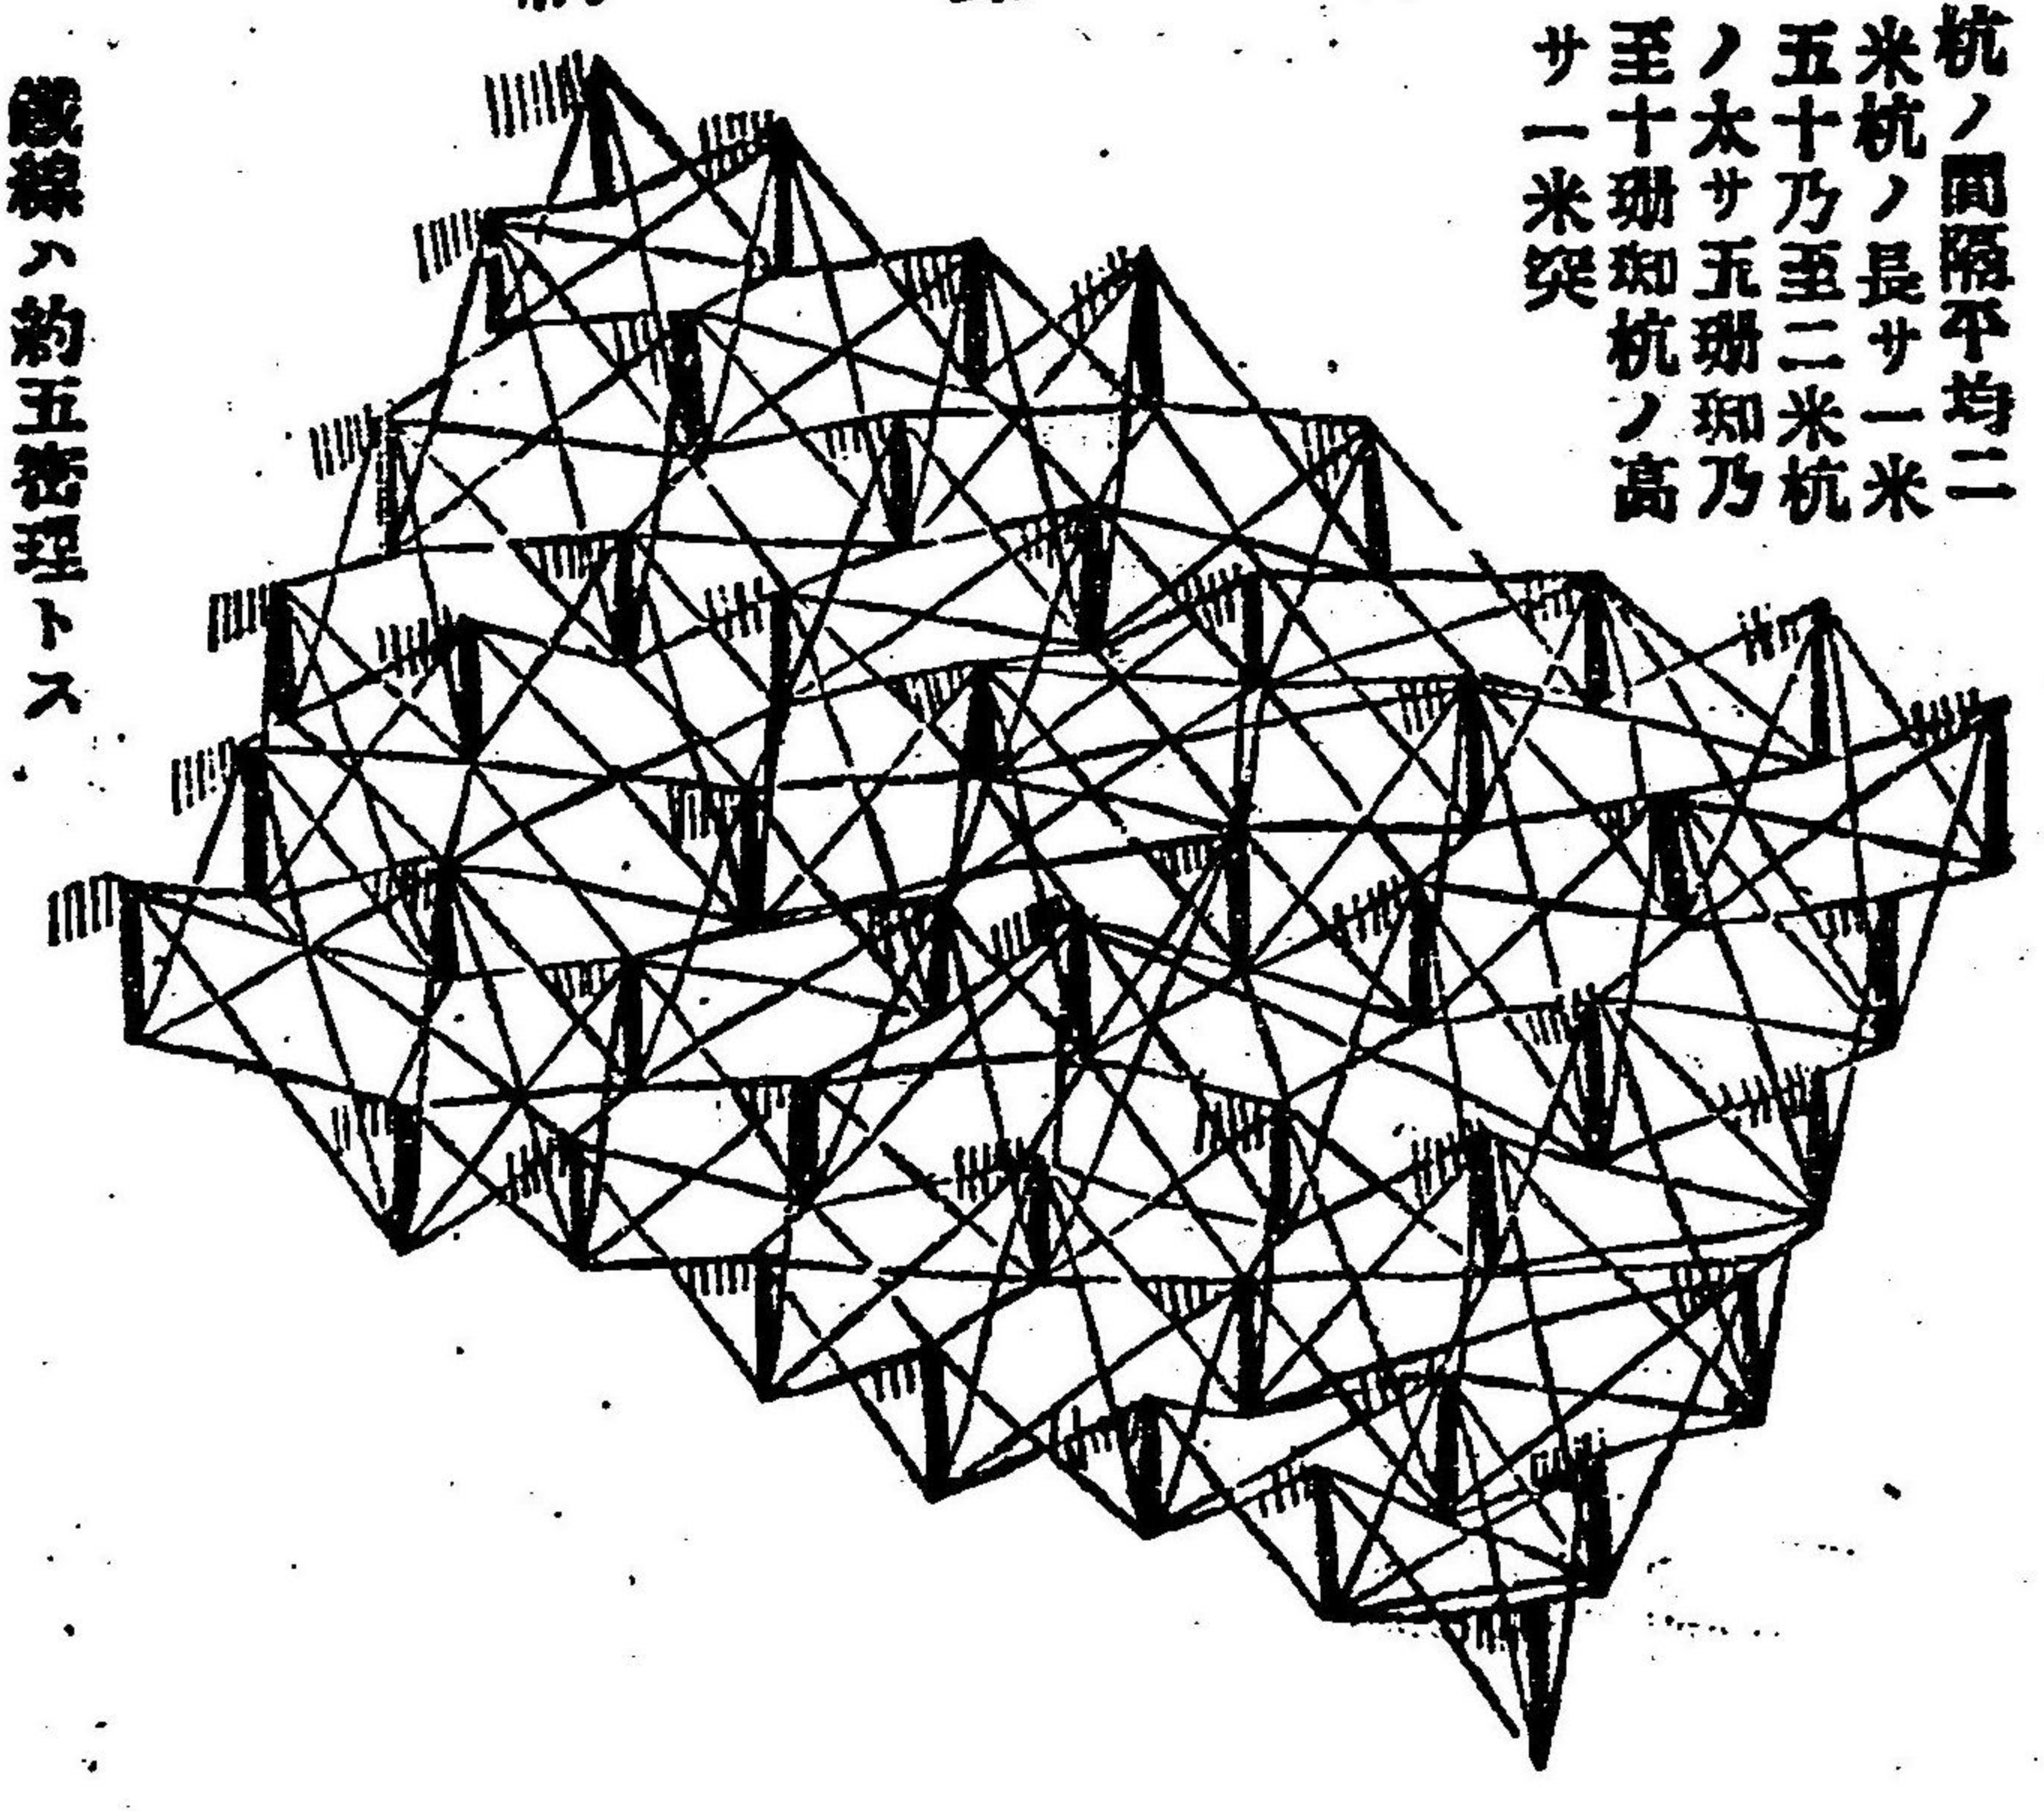 杭ノ間隔平均二
米杭ノ長サ一米
五十乃至二米杭
ノ太サ五珊知乃
至十珊知杭ノ高
サ一米突
鐵線ハ約五密理トス